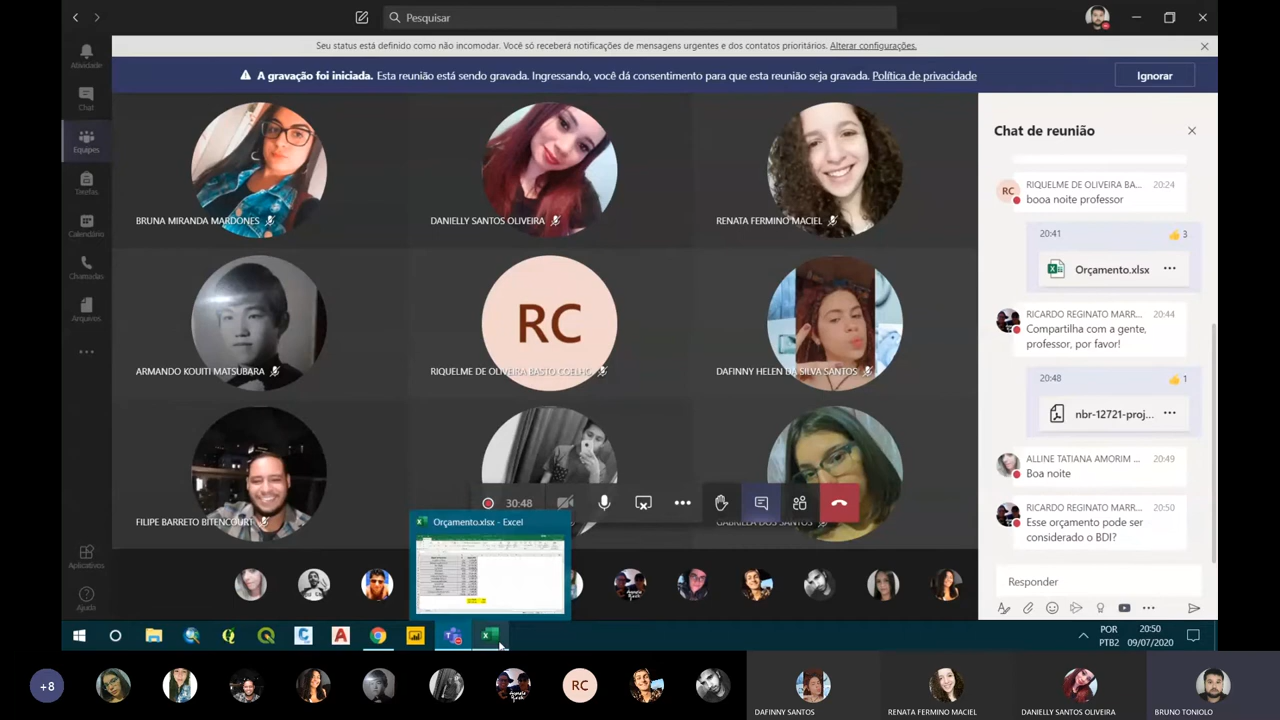 Pesquisar
Seu status está definido como não incomodar. Você só receberá notificações de mensagens urgentes e dos contatos prioritários. Alterar configurações.
A gravação foi iniciada. Esta reunião está sendo gravada. Ingressando, você dá consentimento para que esta reunião seja gravada. Política de privacidade
Ignorar
Atividade
Chat
Equipes
Tarefas
Calendário
Chamadas
Arquivos
Aplicativos
Ajuda
BRUNA MIRANDA MARDONES
DANIELLY SANTOS OLIVEIRA
RENATA FERMINO MACIEL
ARMANDO KOUITI MATSUBARA
RC
RIQUELME DE OLIVEIRA BASTO COELHO
DAFINNY HELEN DA SILVA SANTOS
FILIPE BARRETO BITENCOURT
GABRIELA DOS SANTOS
30:48
Orçamento.xlsx - Excel
Chat de reunião
RC
RIQUELME DE OLIVEIRA BA... 20:24
booa noite professor
20:41 3
Orçamento.xlsx
RICARDO REGINATO MARR... 20:44
Compartilha com a gente,
professor, por favor!
20:48 1
nbr-12721-proj...
ALLINE TATIANA AMORIM ... 20:49
Boa noite
RICARDO REGINATO MARR... 20:50
Esse orçamento pode ser
considerado o BDI?
Responder
POR
PTB2
20:50
09/07/2020
+8
RC
DAFINNY SANTOS
RENATA FERMINO MACIEL
DANIELLY SANTOS OLIVEIRA
BRUNO TONIOLO